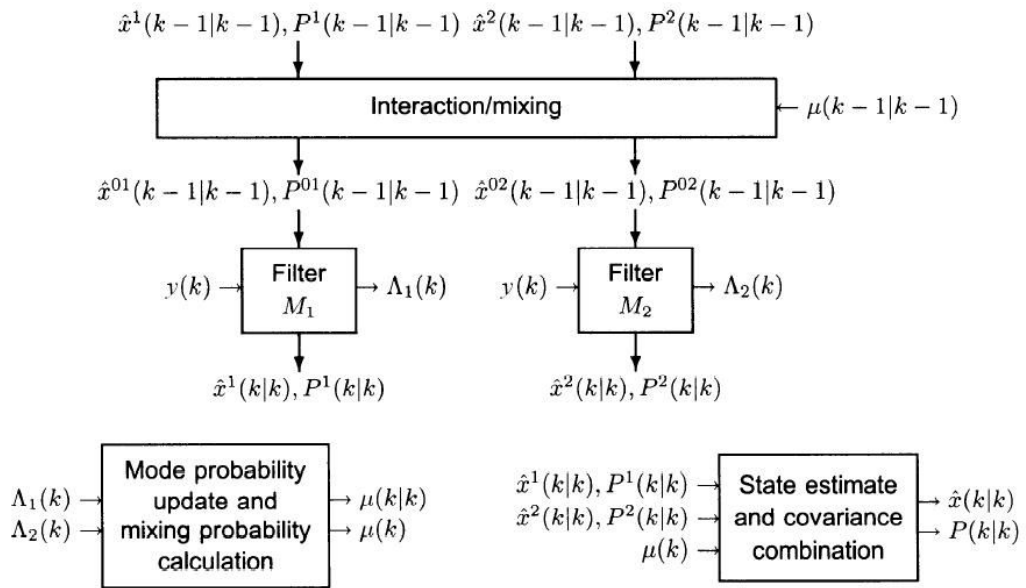 x̂¹(k − 1|k − 1), P¹(k − 1|k − 1) x̂²(k − 1|k − 1), P²(k − 1|k − 1)
Interaction/mixing
μ(k − 1|k − 1)
x̂⁰¹(k − 1|k − 1), P⁰¹(k − 1|k − 1) x̂⁰²(k − 1|k − 1), P⁰²(k − 1|k − 1)
y(k)
Filter
M₁
Λ₁(k)
y(k)
Filter
M₂
Λ₂(k)
x̂¹(k|k), P¹(k|k)
x̂²(k|k), P²(k|k)
Λ₁(k)
Λ₂(k)
Mode probability
update and
mixing probability
calculation
μ(k|k)
μ(k)
x̂¹(k|k), P¹(k|k)
x̂²(k|k), P²(k|k)
μ(k)
State estimate
and covariance
combination
x̂(k|k)
P(k|k)